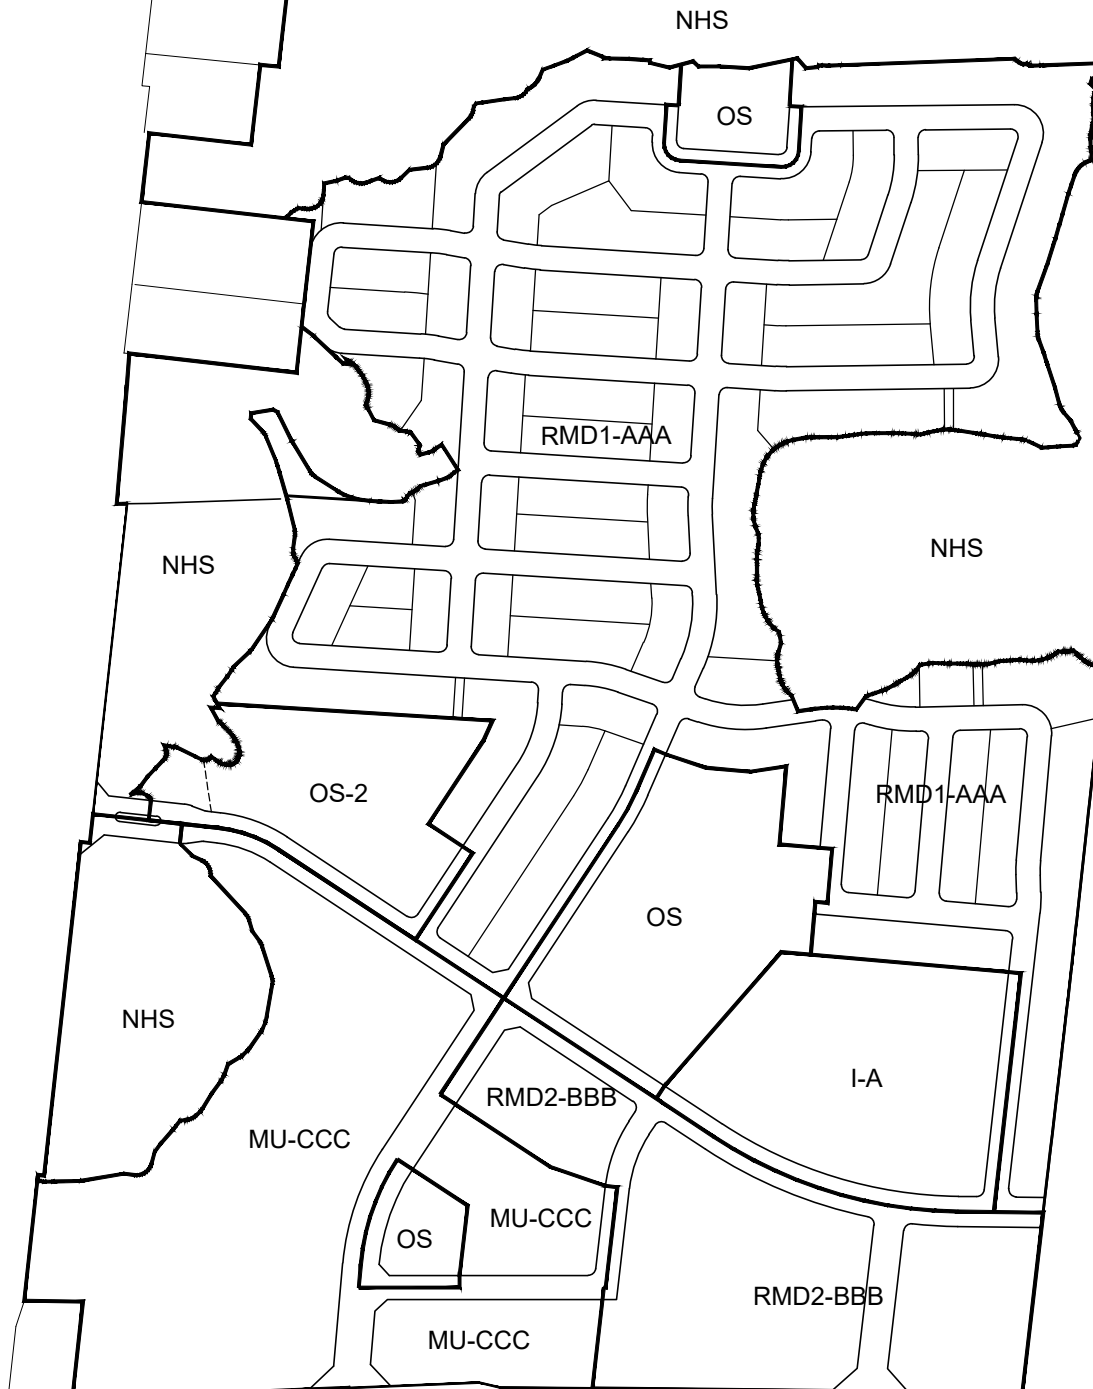 NHS
OS
RMD1-AAA
NHS
NHS
OS-2
RMD1-AAA
OS
NHS
I-A
RMD2-BBB
MU-CCC
MU-CCC
OS
RMD2-BBB
MU-CCC